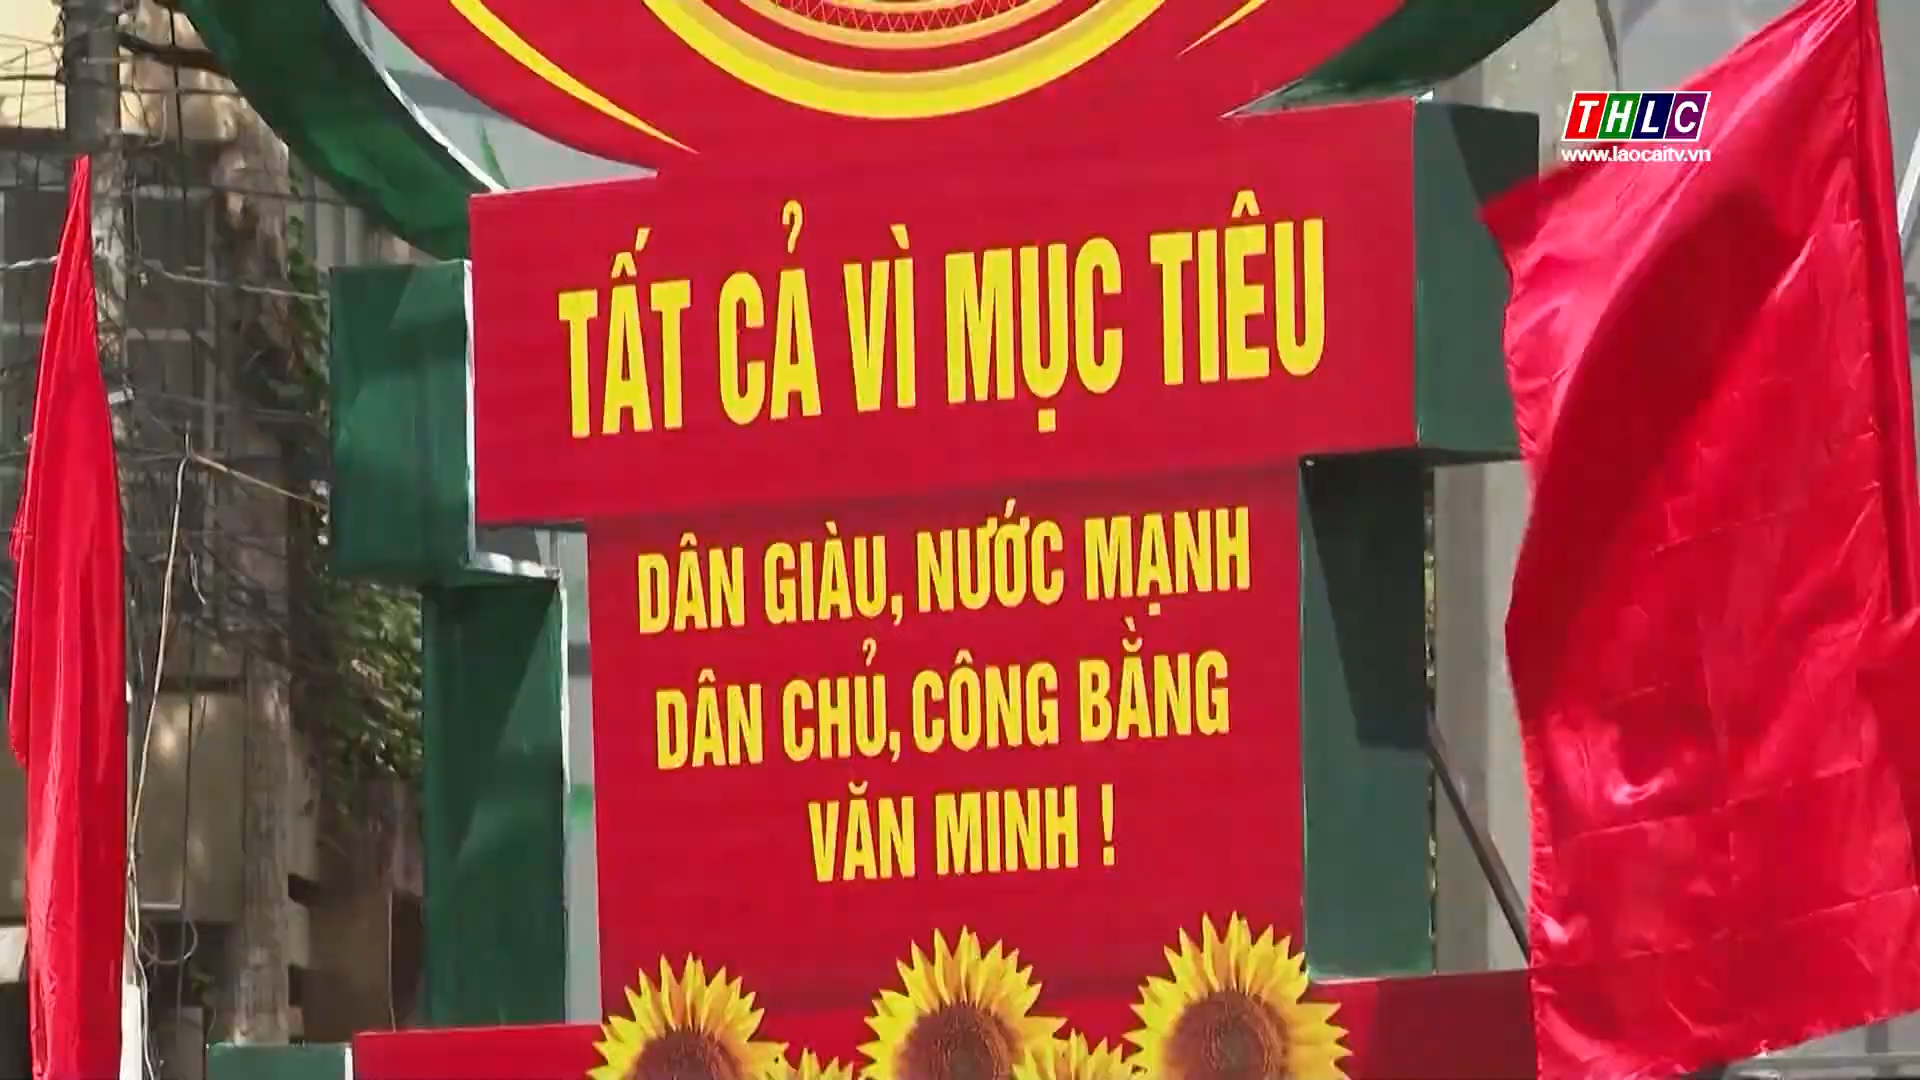 THLC
www.laocaitv.vn
TẤT CẢ VÌ MỤC TIÊU
DÂN GIÀU, NƯỚC MẠNH
DÂN CHỦ, CÔNG BẰNG
VĂN MINH !